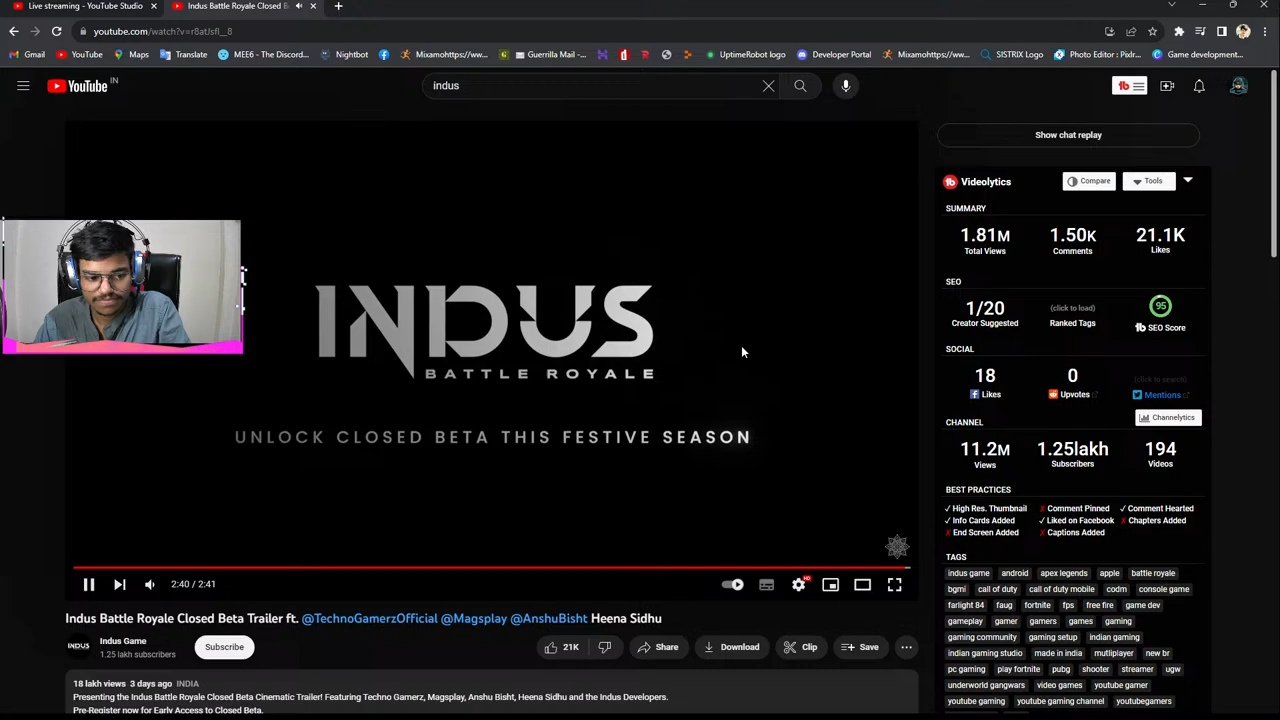 Live streaming - YouTube Studio
Indus Battle Royale Closed B
youtube.com/watch?v=r8atJsfI__8
Gmail
YouTube
Maps
Translate
MEE6 - The Discord...
Nightbot
Mixamohttps://ww...
Guerrilla Mail -...
UptimeRobot logo
Developer Portal
Mixamohttps://ww...
SISTRIX Logo
Photo Editor : Pixlr...
Game development...
YouTube IN
indus
Show chat replay
INDUS
BATTLE ROYALE
UNLOCK CLOSED BETA THIS FESTIVE SEASON
2:40 / 2:41
HD
Indus Battle Royale Closed Beta Trailer ft. @TechnoGamerzOfficial @Magsplay @AnshuBisht Heena Sidhu
INDUS
Indus Game
1.25 lakh subscribers
Subscribe
21K
Share
Download
Clip
Save
18 lakh views 3 days ago INDIA
Presenting the Indus Battle Royale Closed Beta Cinematic Trailer! Featuring Techno Gamerz, Magsplay, Anshu Bisht, Heena Sidhu and the Indus Developers.
Pre-Register now for Early Access to Closed Beta.
tb Videolytics
Compare
Tools
SUMMARY
1.81M 1.50K 21.1K
Total Views Comments Likes
SEO
1/20 (click to load) 95
Creator Suggested Ranked Tags tb SEO Score
SOCIAL
18 0 (click to search)
Likes Upvotes Mentions
CHANNEL Channelytics
11.2M 1.25lakh 194
Views Subscribers Videos
BEST PRACTICES
✓ High Res. Thumbnail ✗ Comment Pinned ✓ Comment Hearted
✓ Info Cards Added ✓ Liked on Facebook ✗ Chapters Added
✗ End Screen Added ✗ Captions Added
TAGS
indus game android apex legends apple battle royale
bgmi call of duty call of duty mobile codm console game
farlight 84 faug fortnite fps free fire game dev
gameplay gamer gamers games gaming
gaming community gaming setup indian gaming
indian gaming studio made in india mutliplayer new br
pc gaming play fortnite pubg shooter streamer ugw
underworld gangwars video games youtube gamer
youtube gaming youtube gaming channel youtubegamers